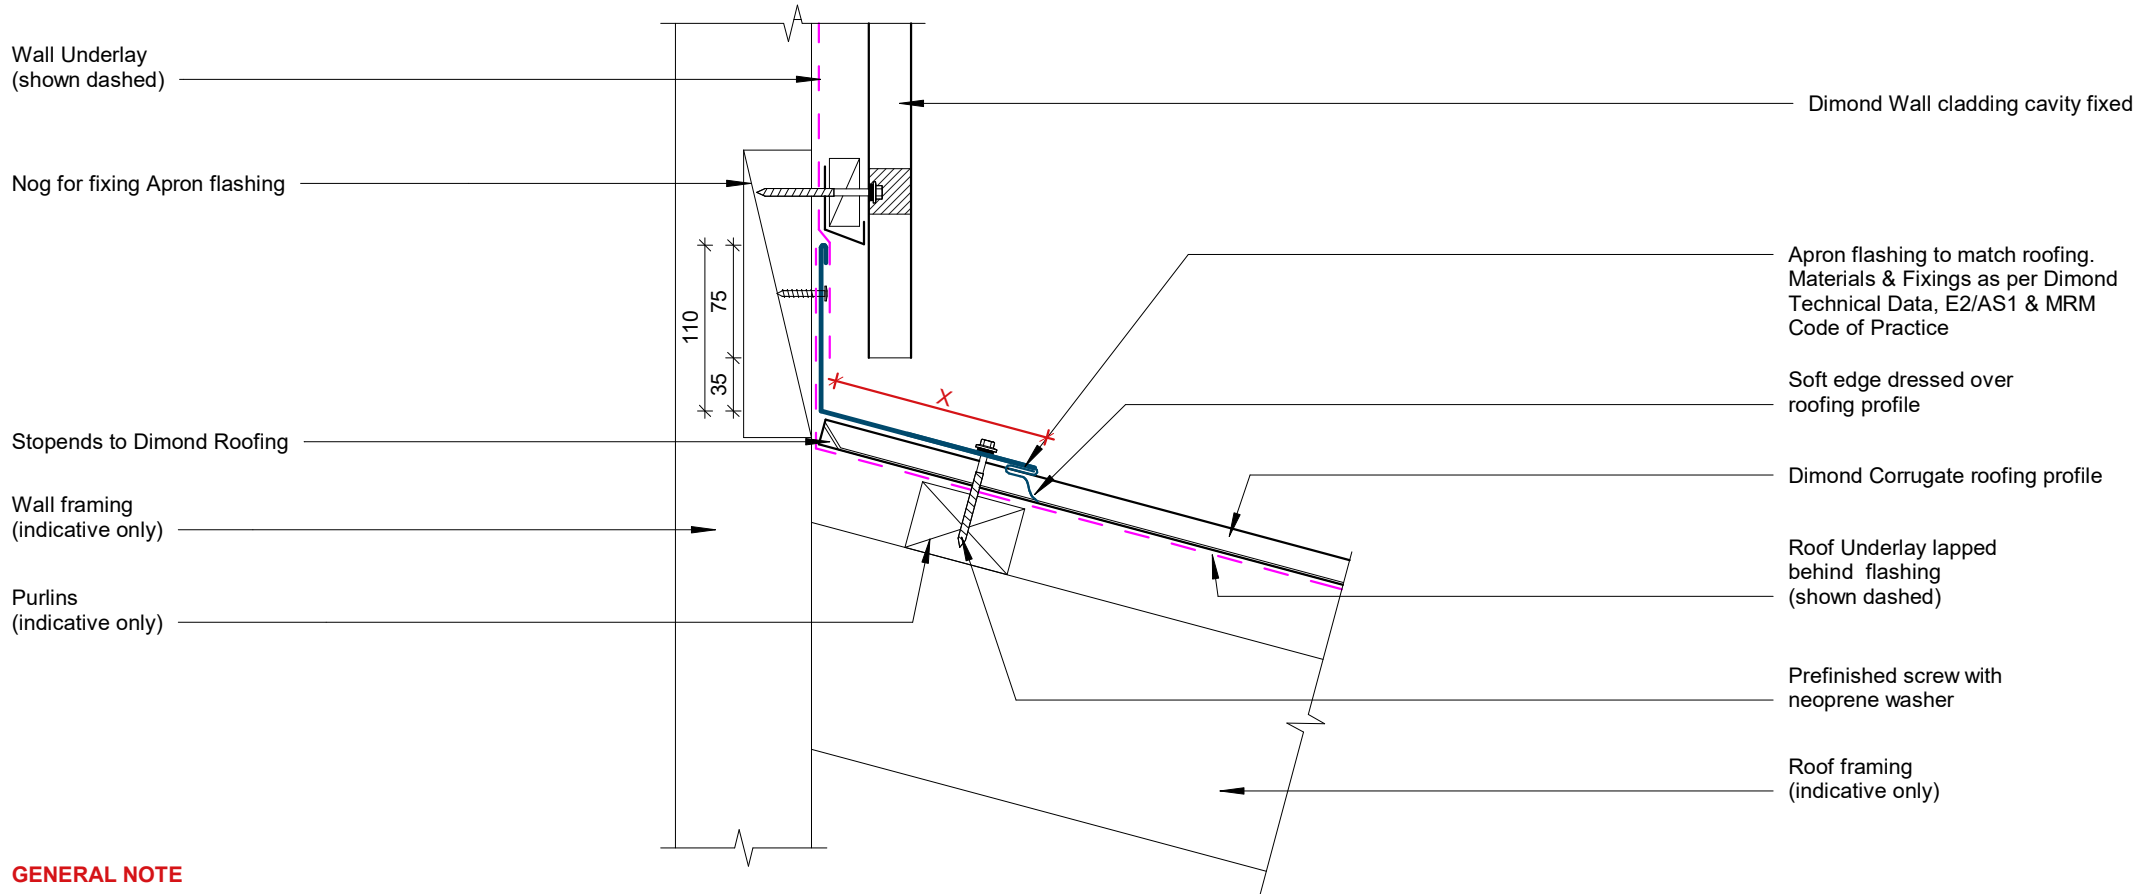 Wall Underlay
(shown dashed)
Nog for fixing Apron flashing
Stopends to Dimond Roofing
Wall framing
(indicative only)
Purlins
(indicative only)
110
75
35
X
Dimond Wall cladding cavity fixed
Apron flashing to match roofing.
Materials & Fixings as per Dimond
Technical Data, E2/AS1 & MRM
Code of Practice
Soft edge dressed over
roofing profile
Dimond Corrugate roofing profile
Roof Underlay lapped
behind flashing
(shown dashed)
Prefinished screw with
neoprene washer
Roof framing
(indicative only)
GENERAL NOTE